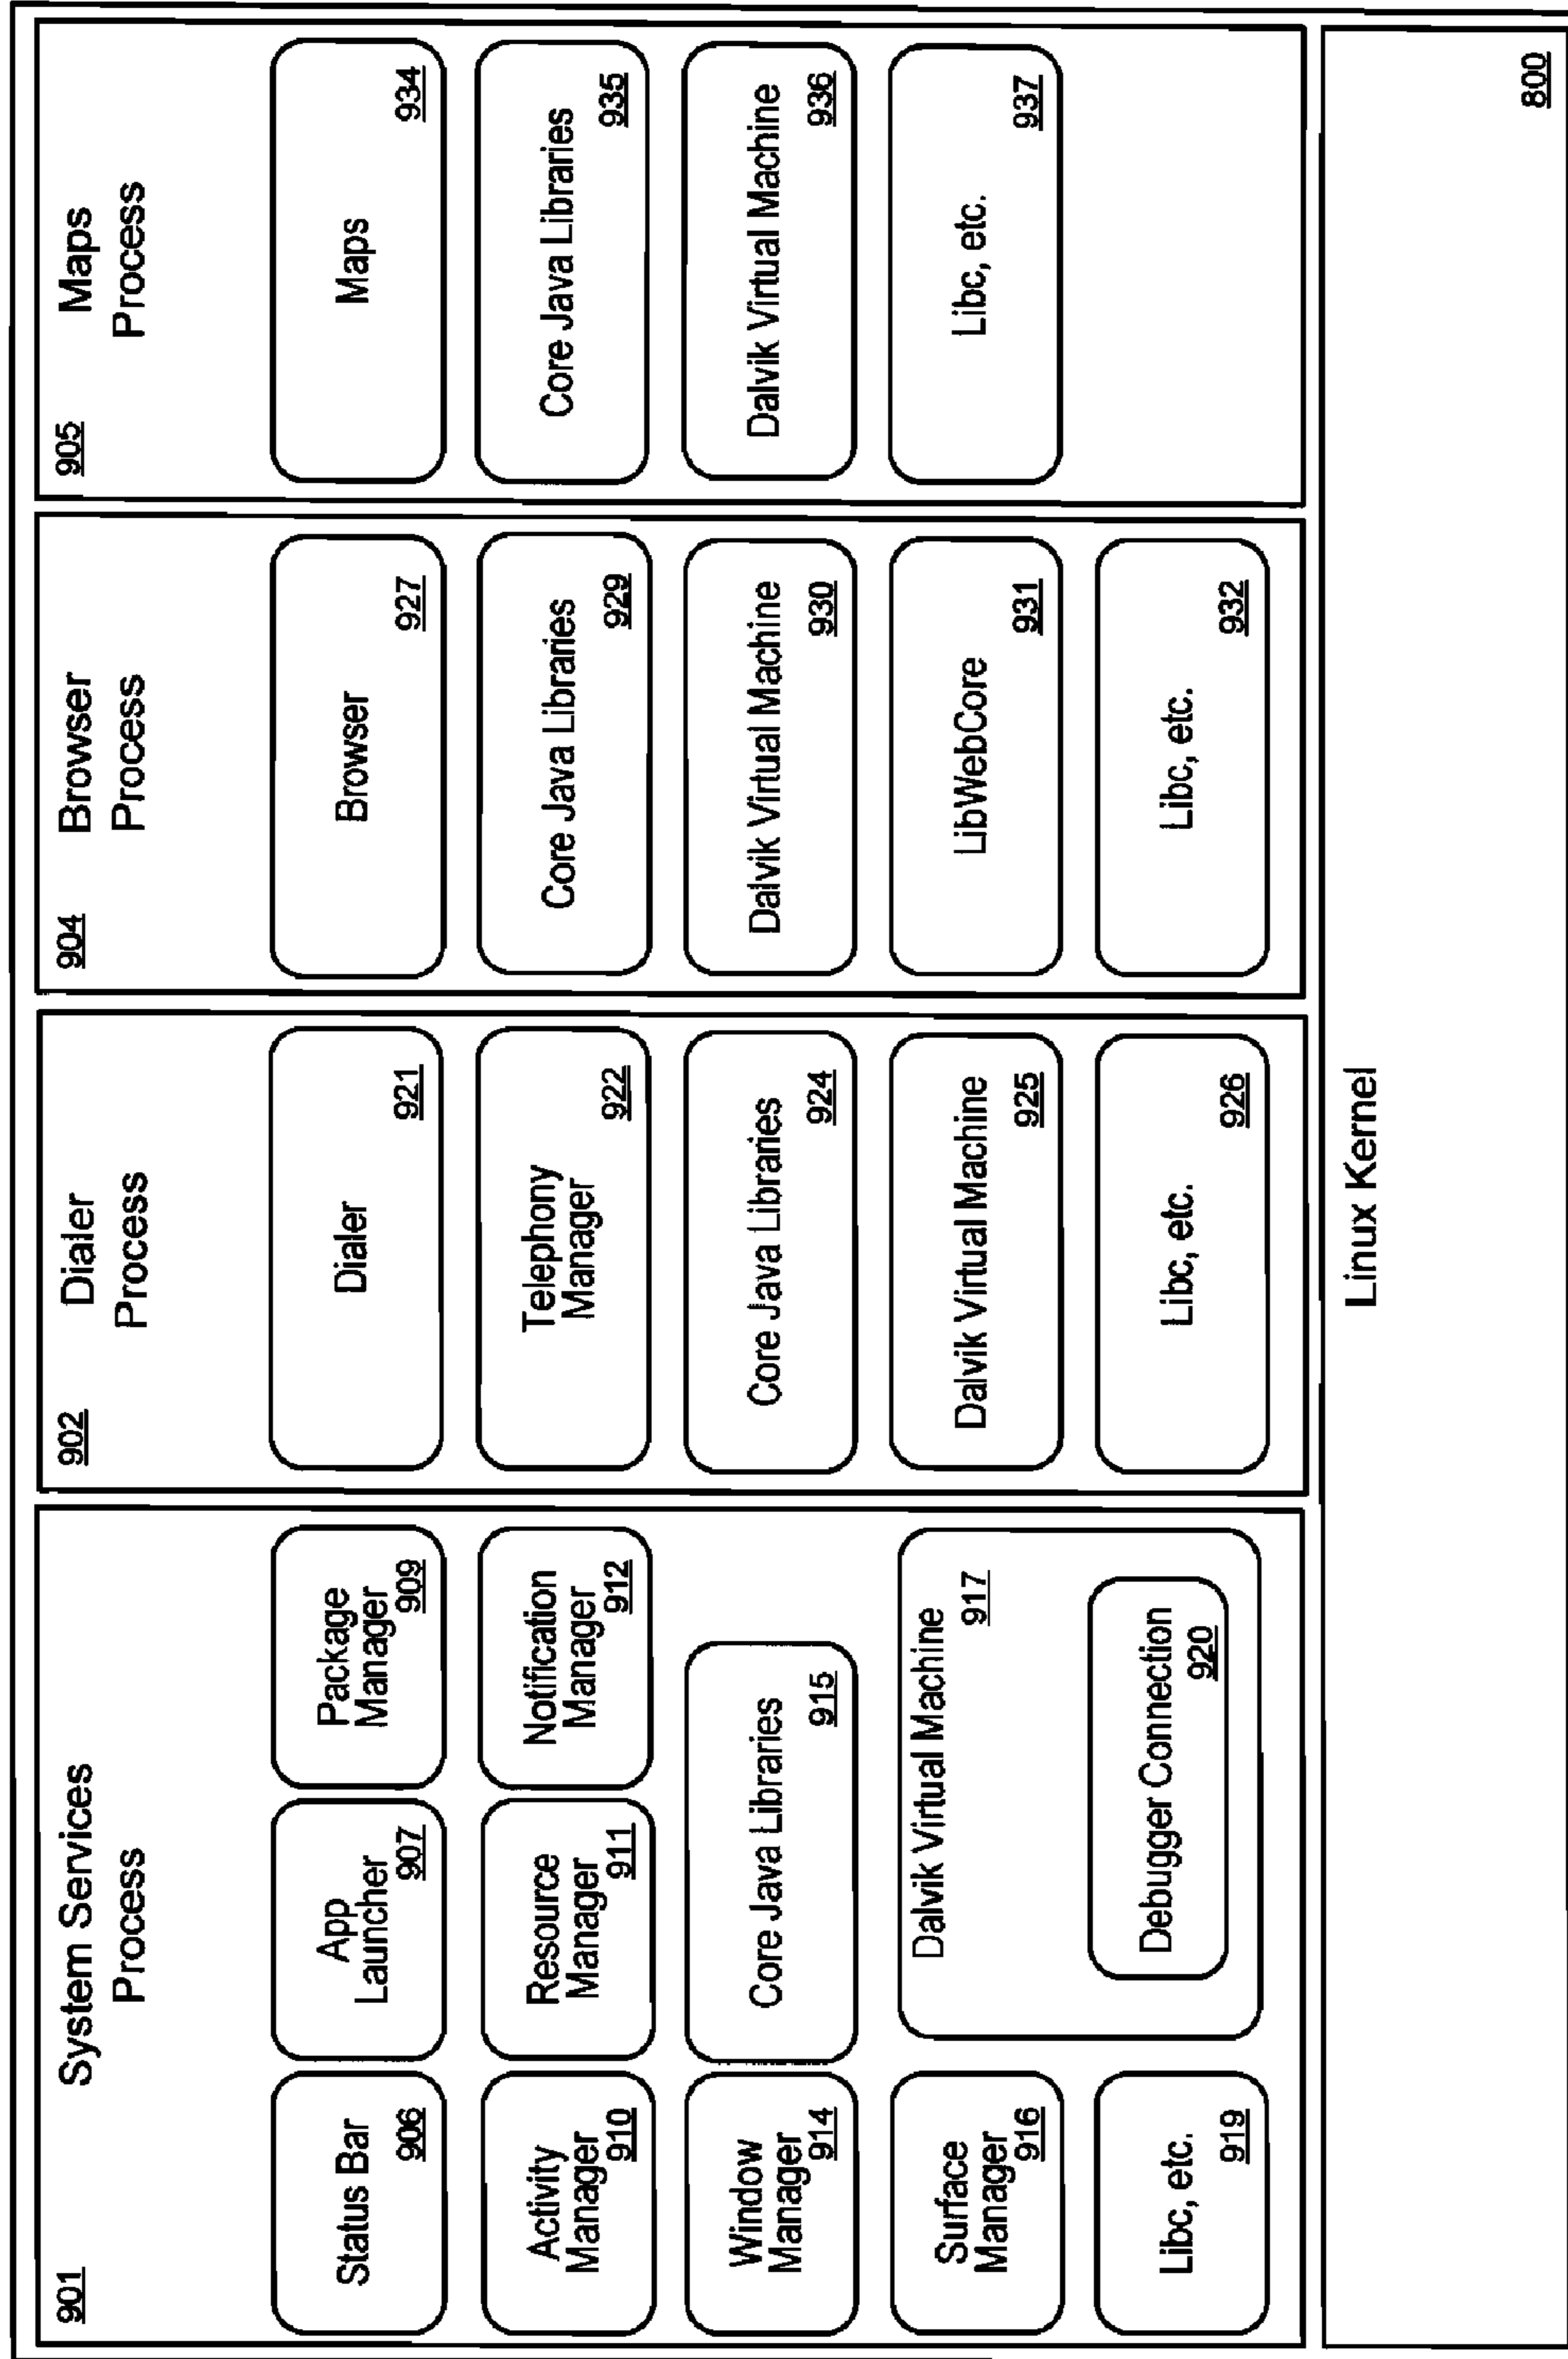 901
System Services
Process
Status Bar
906
App
Launcher
907
Package
Manager
909
Activity
Manager
910
Resource
Manager
911
Notification
Manager
912
Window
Manager
914
Core Java Libraries
915
Surface
Manager
916
Dalvik Virtual Machine
917
Debugger Connection
920
Libc, etc.
919
902
Dialer
Process
Dialer
921
Telephony
Manager
922
Core Java Libraries
924
Dalvik Virtual Machine
925
Libc, etc.
926
904
Browser
Process
Browser
927
Core Java Libraries
929
Dalvik Virtual Machine
930
LibWebCore
931
Libc, etc.
932
905
Maps
Process
Maps
934
Core Java Libraries
935
Dalvik Virtual Machine
936
Libc, etc.
937
Linux Kernel
800